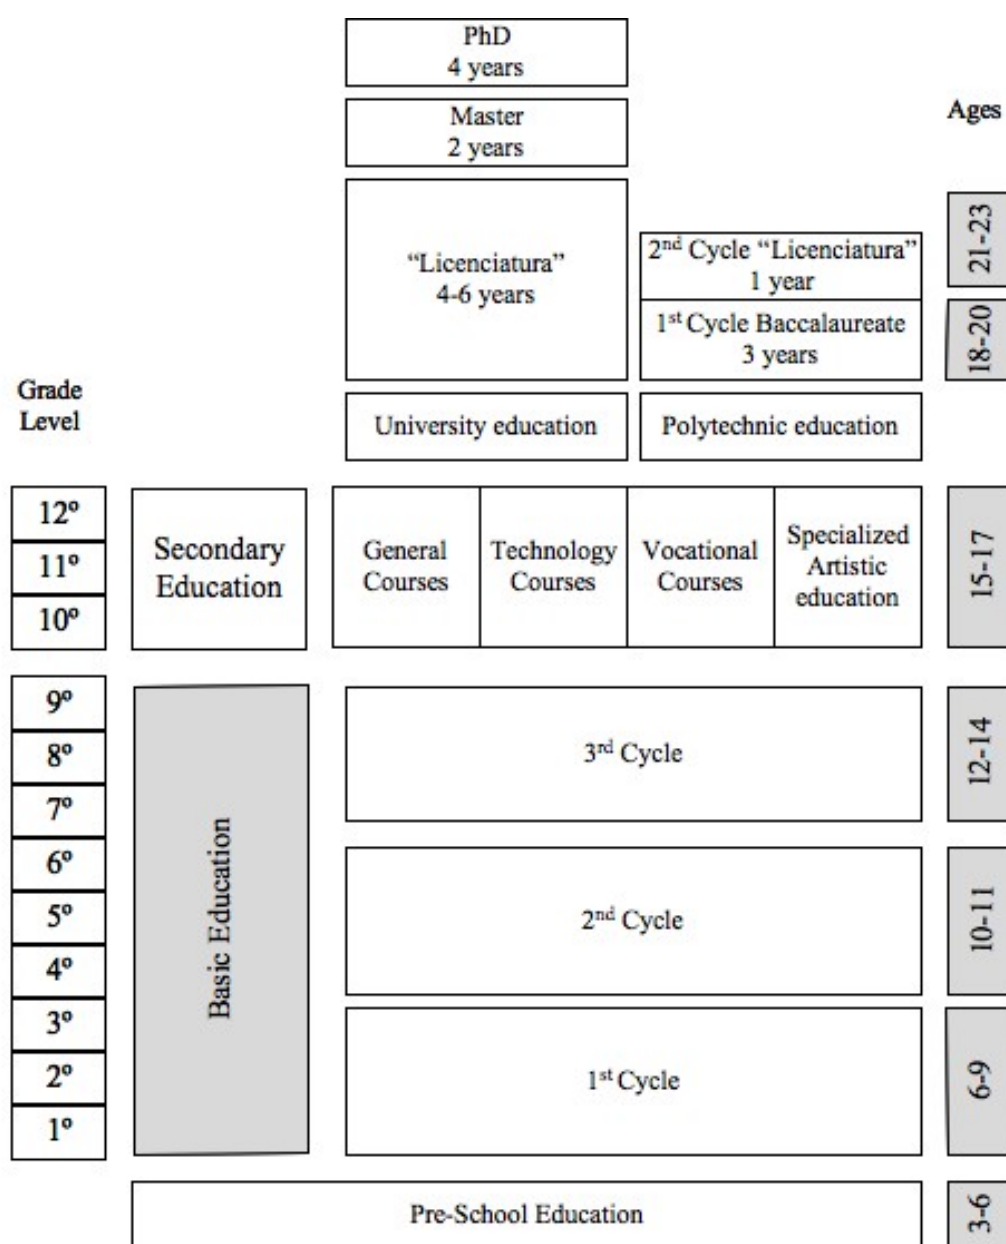 PhD
4 years
Master
2 years
Ages
“Licenciatura”
4-6 years
2nd Cycle “Licenciatura”
1 year
1st Cycle Baccalaureate
3 years
21-23
18-20
Grade
Level
University education
Polytechnic education
12º
11º
10º
Secondary
Education
General
Courses
Technology
Courses
Vocational
Courses
Specialized
Artistic
education
15-17
9º
8º
7º
6º
5º
4º
3º
2º
1º
Basic Education
3rd Cycle
12-14
2nd Cycle
10-11
1st Cycle
6-9
Pre-School Education
3-6